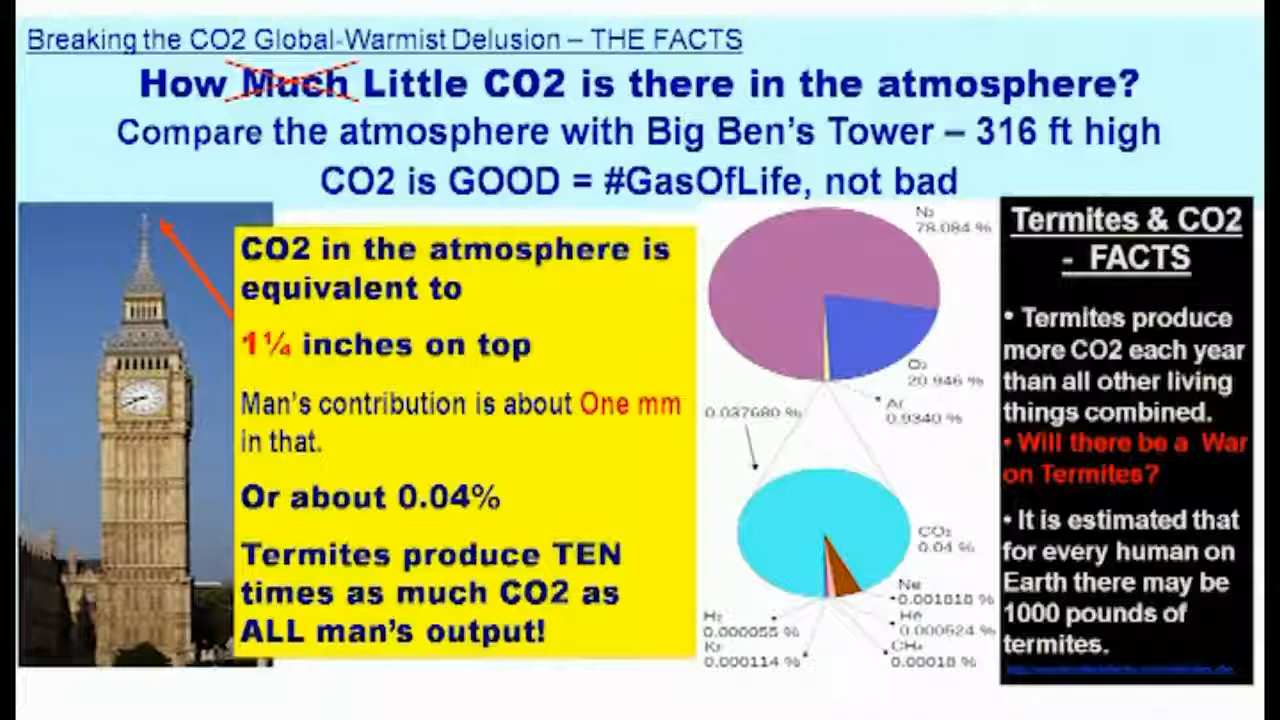 Breaking the CO2 Global-Warmist Delusion – THE FACTS
How Much Little CO2 is there in the atmosphere?
Compare the atmosphere with Big Ben's Tower – 316 ft high
CO2 is GOOD = #GasOfLife, not bad
CO2 in the atmosphere is
equivalent to
1¼ inches on top
Man's contribution is about One mm
in that.
Or about 0.04%
Termites produce TEN
times as much CO2 as
ALL man's output!
N₂
78.084 %
O₂
20.946 %
Ar
0.9340 %
0.037680 %
CO₂
0.04 %
Ne
0.001818 %
He
0.000524 %
CH₄
0.00018 %
H₂
0.000055 %
Kr
0.000114 %
Termites & CO2
- FACTS
• Termites produce
more CO2 each year
than all other living
things combined.
• Will there be a War
on Termites?
• It is estimated that
for every human on
Earth there may be
1000 pounds of
termites.